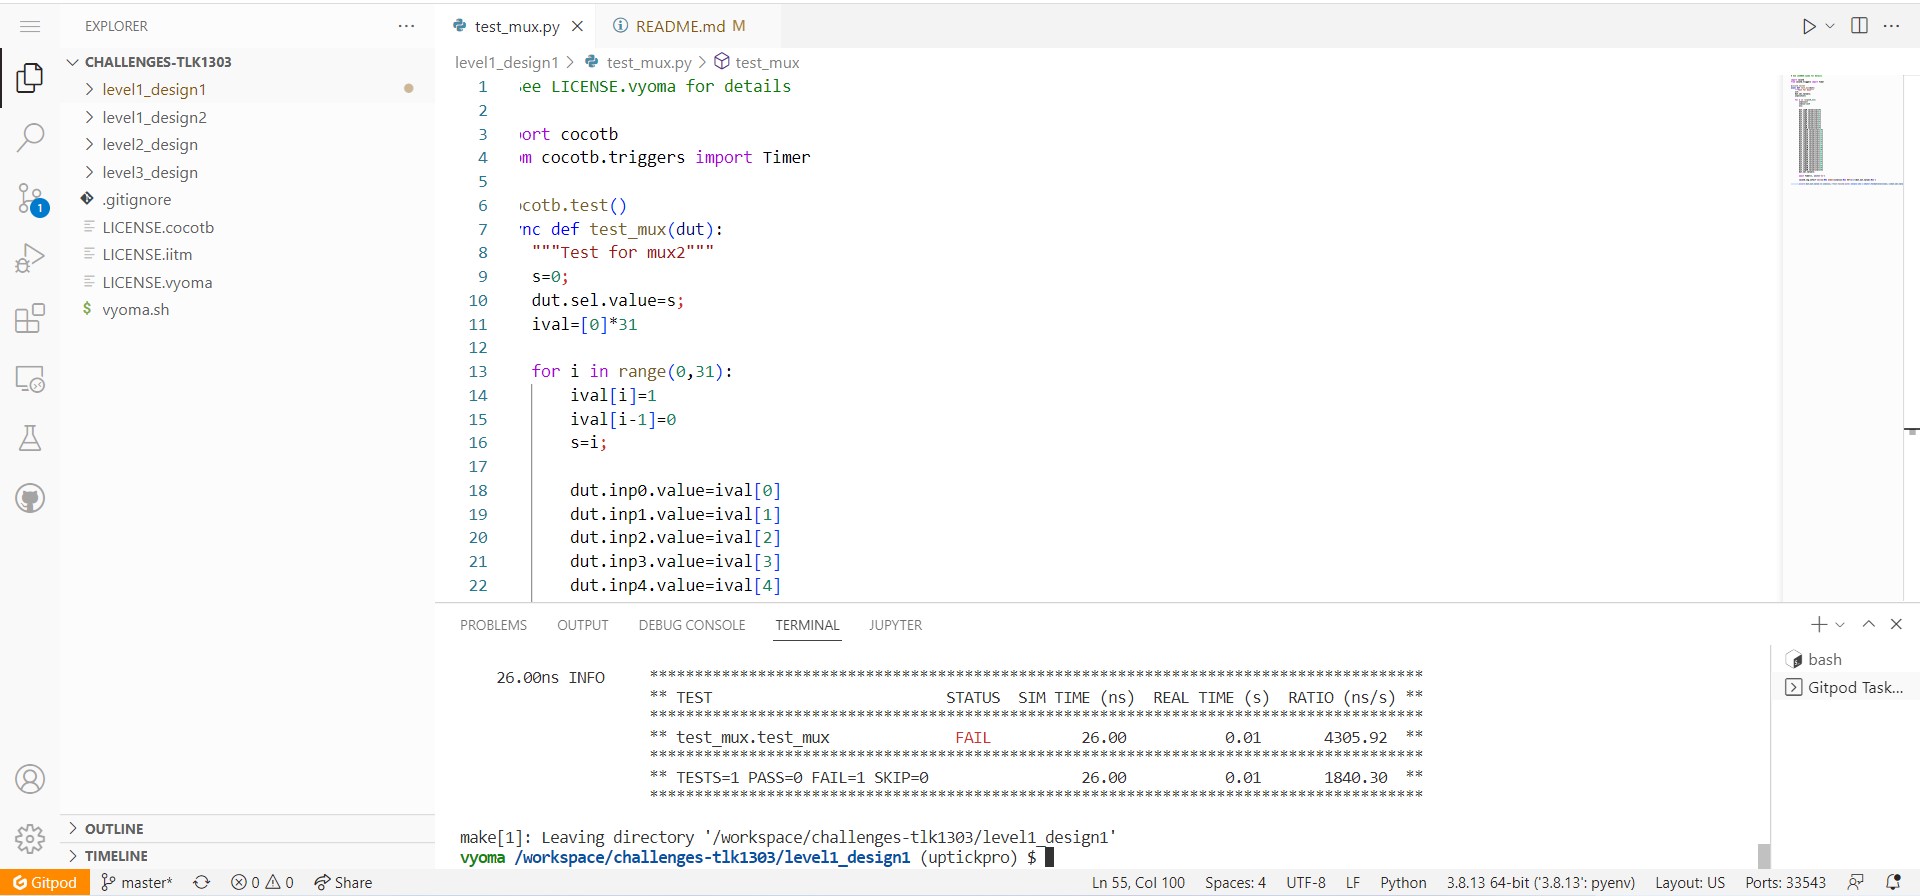 EXPLORER
CHALLENGES-TLK1303
level1_design1
level1_design2
level2_design
level3_design
.gitignore
LICENSE.cocotb
LICENSE.iitm
LICENSE.vyoma
$ vyoma.sh
OUTLINE
TIMELINE
1
test_mux.py
README.md M
level1_design1 > test_mux.py > test_mux
1 see LICENSE.vyoma for details
2
3 port cocotb
4 om cocotb.triggers import Timer
5
6 ocotb.test()
7 ync def test_mux(dut):
8 """Test for mux2"""
9 s=0;
10 dut.sel.value=s;
11 ival=[0]*31
12
13 for i in range(0,31):
14 ival[i]=1
15 ival[i-1]=0
16 s=i;
17
18 dut.inp0.value=ival[0]
19 dut.inp1.value=ival[1]
20 dut.inp2.value=ival[2]
21 dut.inp3.value=ival[3]
22 dut.inp4.value=ival[4]
PROBLEMS OUTPUT DEBUG CONSOLE TERMINAL JUPYTER
bash
Gitpod Task...
26.00ns INFO **************************************************************************************
** TEST STATUS SIM TIME (ns) REAL TIME (s) RATIO (ns/s) **
**************************************************************************************
** test_mux.test_mux FAIL 26.00 0.01 4305.92 **
**************************************************************************************
** TESTS=1 PASS=0 FAIL=1 SKIP=0 26.00 0.01 1840.30 **
**************************************************************************************
make[1]: Leaving directory '/workspace/challenges-tlk1303/level1_design1'
vyoma /workspace/challenges-tlk1303/level1_design1 (uptickpro) $
Gitpod master* 0 0 Share Ln 55, Col 100 Spaces: 4 UTF-8 LF Python 3.8.13 64-bit ('3.8.13': pyenv) Layout: US Ports: 33543